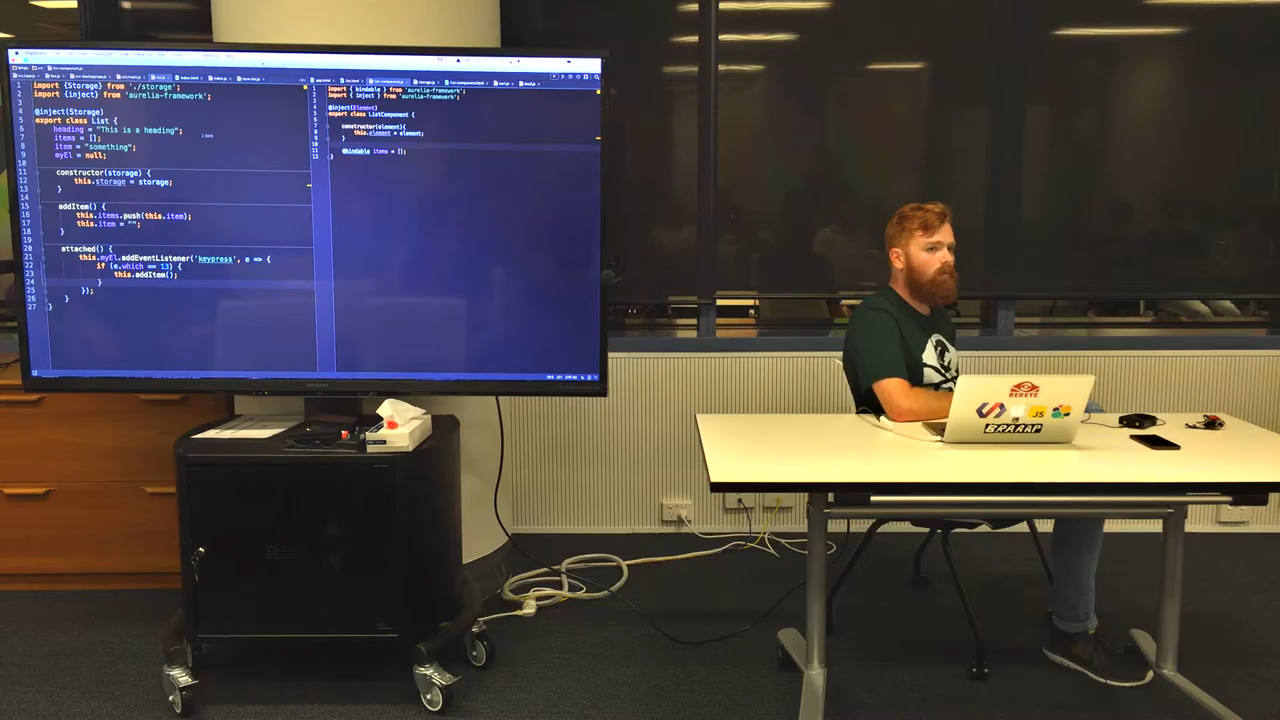 import {Storage} from './storage';
import {inject} from 'aurelia-framework';
@inject(Storage)
export class List {
heading = "This is a heading";
items = [];
item = "something";
myEl = null;
constructor(storage) {
this.storage = storage;
}
addItem() {
this.items.push(this.item);
this.item = "";
}
attached() {
this.myEl.addEventListener('keypress', e => {
if (e.which == 13) {
this.addItem();
}
});
}
}
import { bindable } from 'aurelia-framework';
import { inject } from 'aurelia-framework';
@inject(Element)
export class ListComponent {
constructor(element){
this.element = element;
}
@bindable items = [];
}
SHARP
REDEYE
JS
BRAAAP